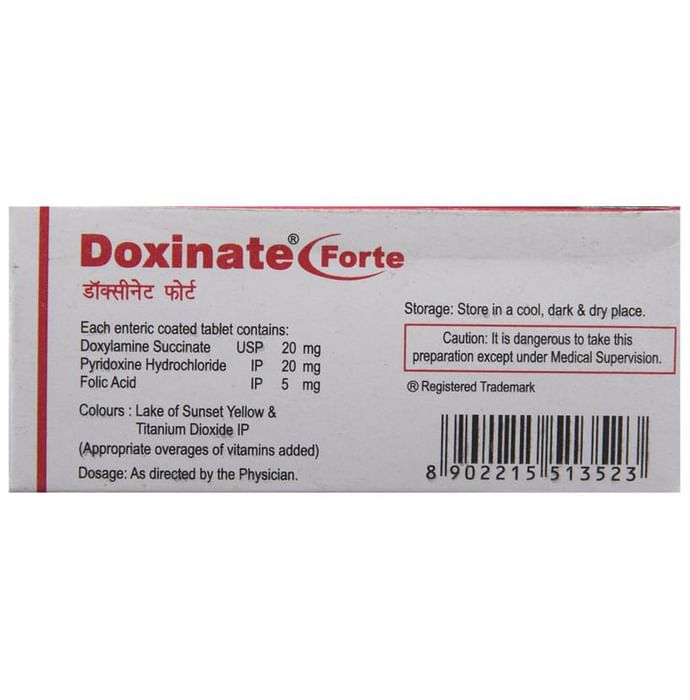 Doxinate® Forte
डॉक्सीनेट फोर्ट
Each enteric coated tablet contains:
Doxylamine Succinate USP 20 mg
Pyridoxine Hydrochloride IP 20 mg
Folic Acid IP 5 mg
Colours : Lake of Sunset Yellow &
Titanium Dioxide IP
(Appropriate overages of vitamins added)
Dosage: As directed by the Physician.
Storage: Store in a cool, dark & dry place.
Caution: It is dangerous to take this
preparation except under Medical Supervision.
® Registered Trademark
8 902215 513523